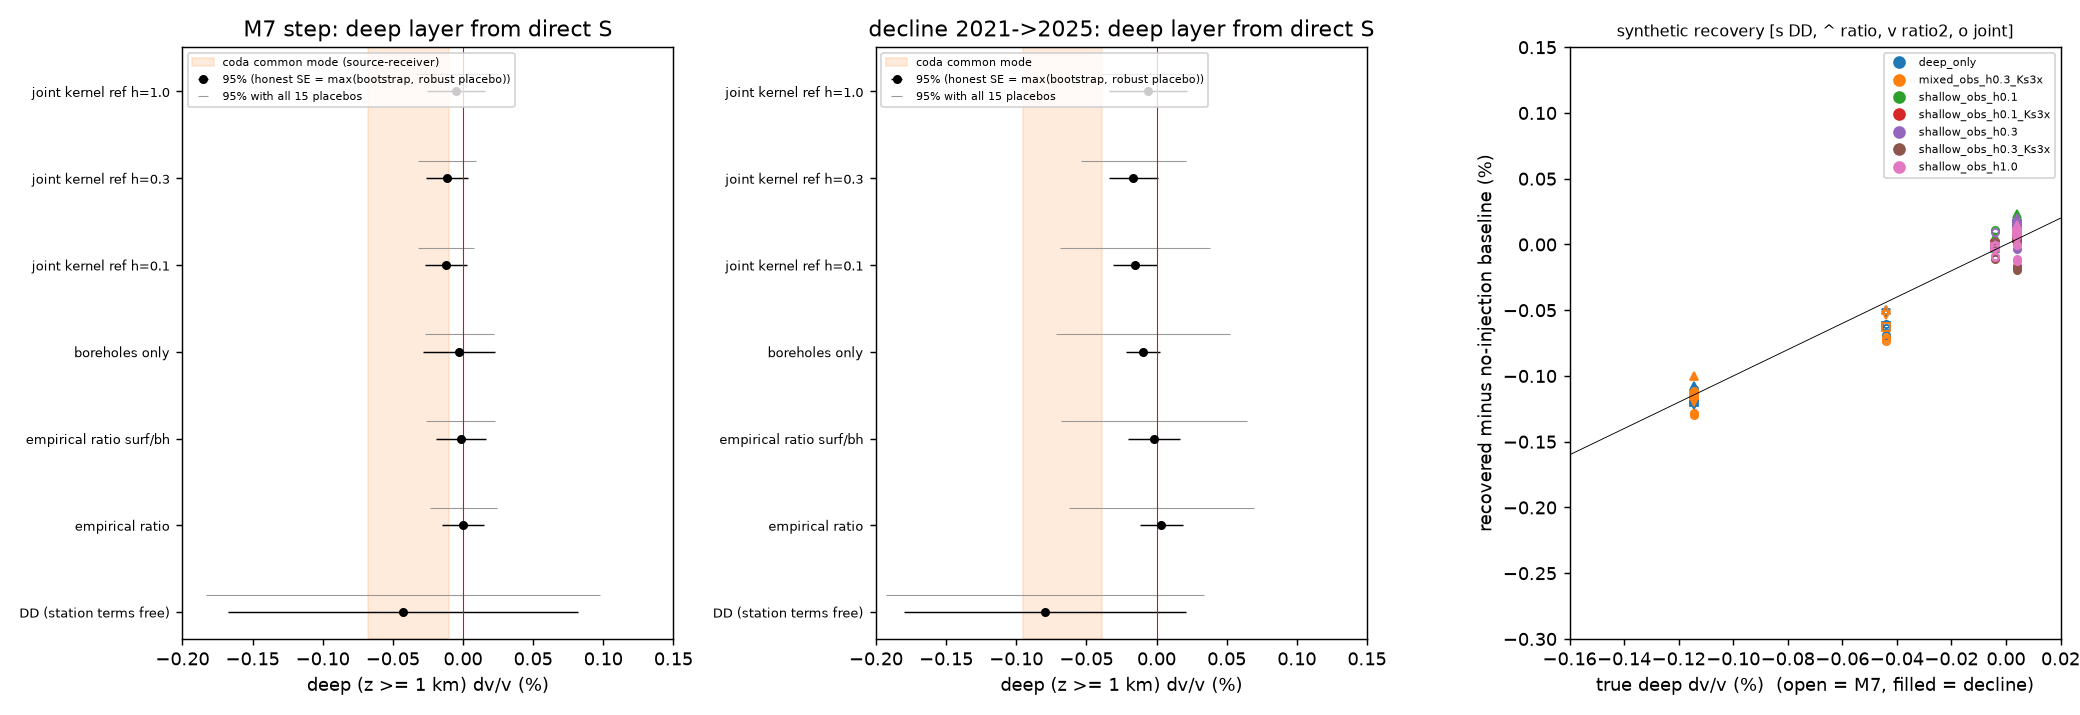 M7 step: deep layer from direct S
coda common mode (source-receiver)
95% (honest SE = max(bootstrap, robust placebo))
95% with all 15 placebos
joint kernel ref h=1.0
joint kernel ref h=0.3
joint kernel ref h=0.1
boreholes only
empirical ratio surf/bh
empirical ratio
DD (station terms free)
−0.20 −0.15 −0.10 −0.05 0.00 0.05 0.10 0.15
deep (z >= 1 km) dv/v (%)
decline 2021->2025: deep layer from direct S
coda common mode
95% (honest SE = max(bootstrap, robust placebo))
95% with all 15 placebos
joint kernel ref h=1.0
joint kernel ref h=0.3
joint kernel ref h=0.1
boreholes only
empirical ratio surf/bh
empirical ratio
DD (station terms free)
−0.20 −0.15 −0.10 −0.05 0.00 0.05 0.10 0.15
deep (z >= 1 km) dv/v (%)
synthetic recovery [s DD, ^ ratio, v ratio2, o joint]
deep_only
mixed_obs_h0.3_Ks3x
shallow_obs_h0.1
shallow_obs_h0.1_Ks3x
shallow_obs_h0.3
shallow_obs_h0.3_Ks3x
shallow_obs_h1.0
recovered minus no-injection baseline (%)
0.15
0.10
0.05
0.00
−0.05
−0.10
−0.15
−0.20
−0.25
−0.30
−0.16 −0.14 −0.12 −0.10 −0.08 −0.06 −0.04 −0.02 0.00 0.02
true deep dv/v (%)  (open = M7, filled = decline)